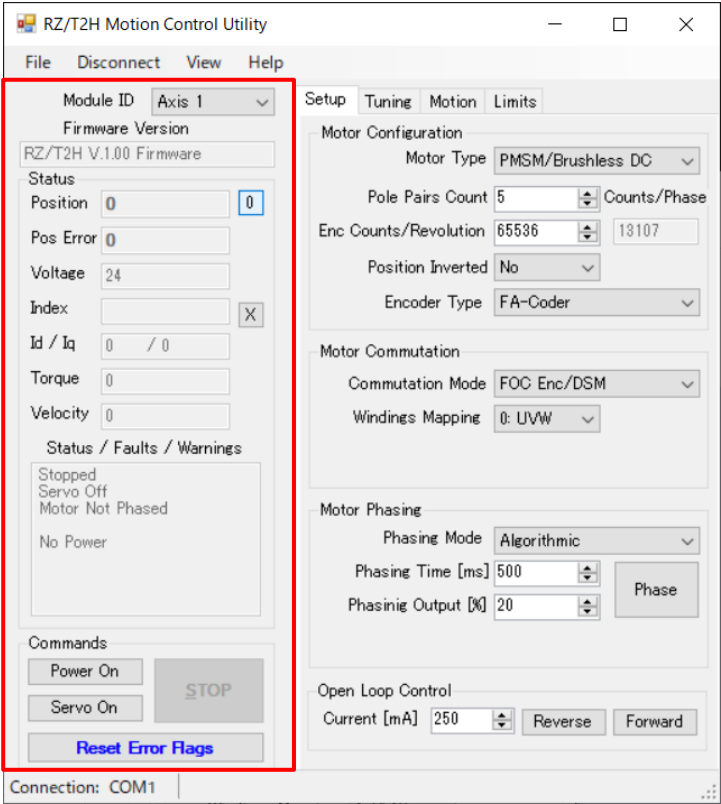 RZ/T2H Motion Control Utility
File Disconnect View Help
Module ID Axis 1
Firmware Version
RZ/T2H V.1.00 Firmware
Status
Position 0 0
Pos Error 0
Voltage 24
Index X
Id / Iq 0 / 0
Torque 0
Velocity 0
Status / Faults / Warnings
Stopped
Servo Off
Motor Not Phased
No Power
Commands
Power On
Servo On
STOP
Reset Error Flags
Setup Tuning Motion Limits
Motor Configuration
Motor Type PMSM/Brushless DC
Pole Pairs Count 5 Counts/Phase
Enc Counts/Revolution 65536 13107
Position Inverted No
Encoder Type FA-Coder
Motor Commutation
Commutation Mode FOC Enc/DSM
Windings Mapping 0: UVW
Motor Phasing
Phasing Mode Algorithmic
Phasing Time [ms] 500
Phasinig Output [%] 20
Phase
Open Loop Control
Current [mA] 250 Reverse Forward
Connection: COM1